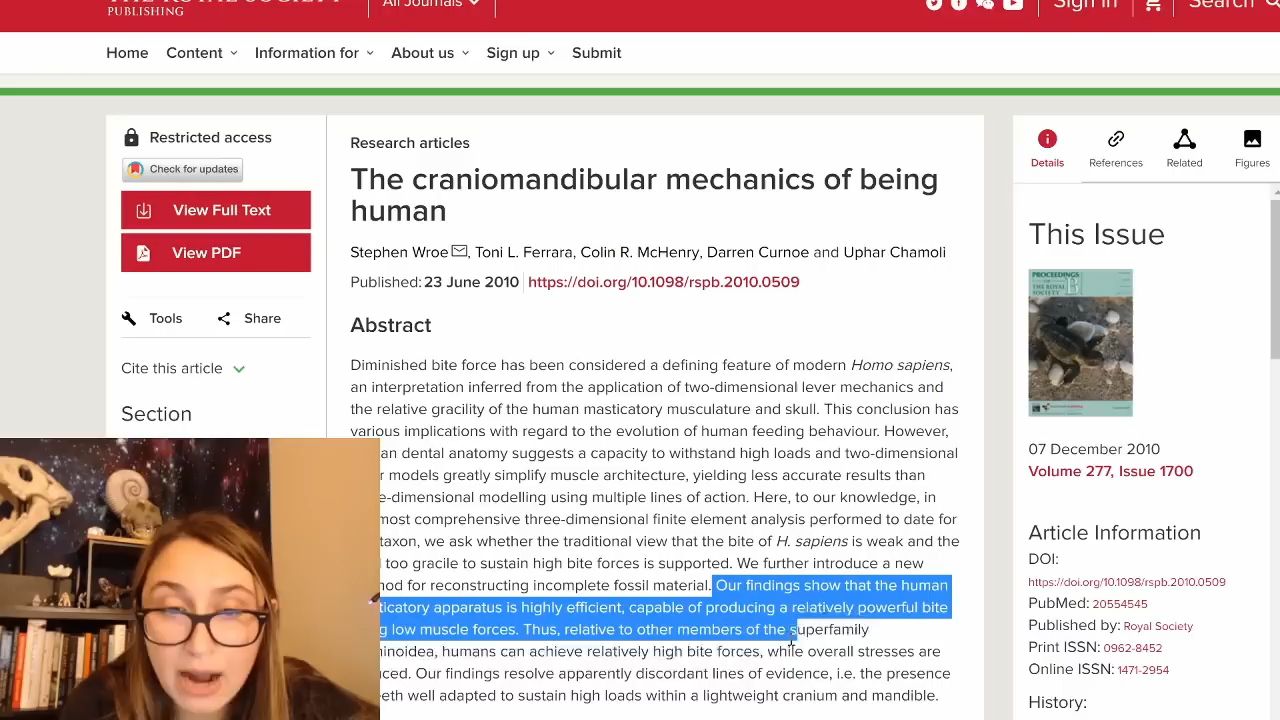 PUBLISHING
All Journals
Sign in
Search
Home
Content
Information for
About us
Sign up
Submit
Restricted access
Check for updates
View Full Text
View PDF
Tools
Share
Cite this article
Section
Research articles
The craniomandibular mechanics of being
human
Stephen Wroe, Toni L. Ferrara, Colin R. McHenry, Darren Curnoe and Uphar Chamoli
Published: 23 June 2010 https://doi.org/10.1098/rspb.2010.0509
Abstract
Diminished bite force has been considered a defining feature of modern Homo sapiens,
an interpretation inferred from the application of two-dimensional lever mechanics and
the relative gracility of the human masticatory musculature and skull. This conclusion has
various implications with regard to the evolution of human feeding behaviour. However,
an dental anatomy suggests a capacity to withstand high loads and two-dimensional
r models greatly simplify muscle architecture, yielding less accurate results than
e-dimensional modelling using multiple lines of action. Here, to our knowledge, in
most comprehensive three-dimensional finite element analysis performed to date for
taxon, we ask whether the traditional view that the bite of H. sapiens is weak and the
too gracile to sustain high bite forces is supported. We further introduce a new
od for reconstructing incomplete fossil material. Our findings show that the human
ticatory apparatus is highly efficient, capable of producing a relatively powerful bite
g low muscle forces. Thus, relative to other members of the superfamily
inoidea, humans can achieve relatively high bite forces, while overall stresses are
ced. Our findings resolve apparently discordant lines of evidence, i.e. the presence
eeth well adapted to sustain high loads within a lightweight cranium and mandible.
Details
References
Related
Figures
This Issue
PROCEEDINGS
07 December 2010
Volume 277, Issue 1700
Article Information
DOI:
https://doi.org/10.1098/rspb.2010.0509
PubMed: 20554545
Published by: Royal Society
Print ISSN: 0962-8452
Online ISSN: 1471-2954
History: